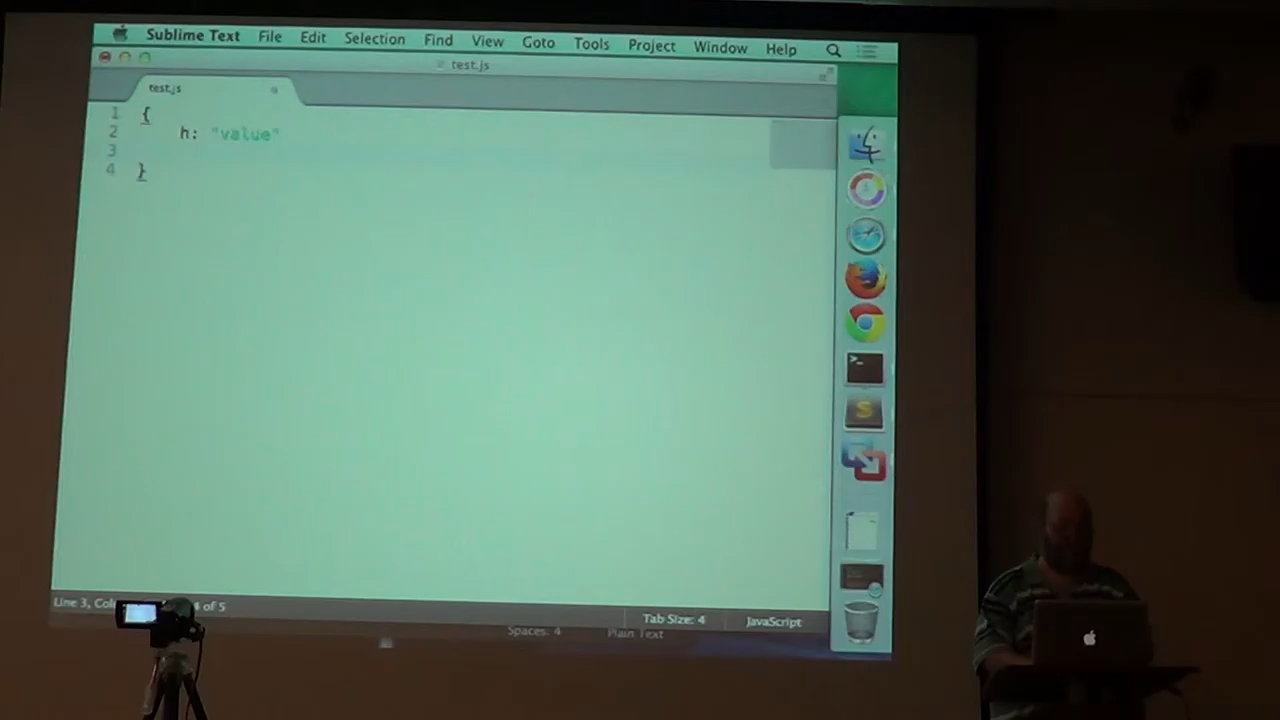 Sublime Text File Edit Selection Find View Goto Tools Project Window Help
test.js
test.js
1 {
2 h: "value"
3
4 }
Line 3, Col 4 of 5 Tab Size: 4 JavaScript
Spaces: 4 Plain Text
S